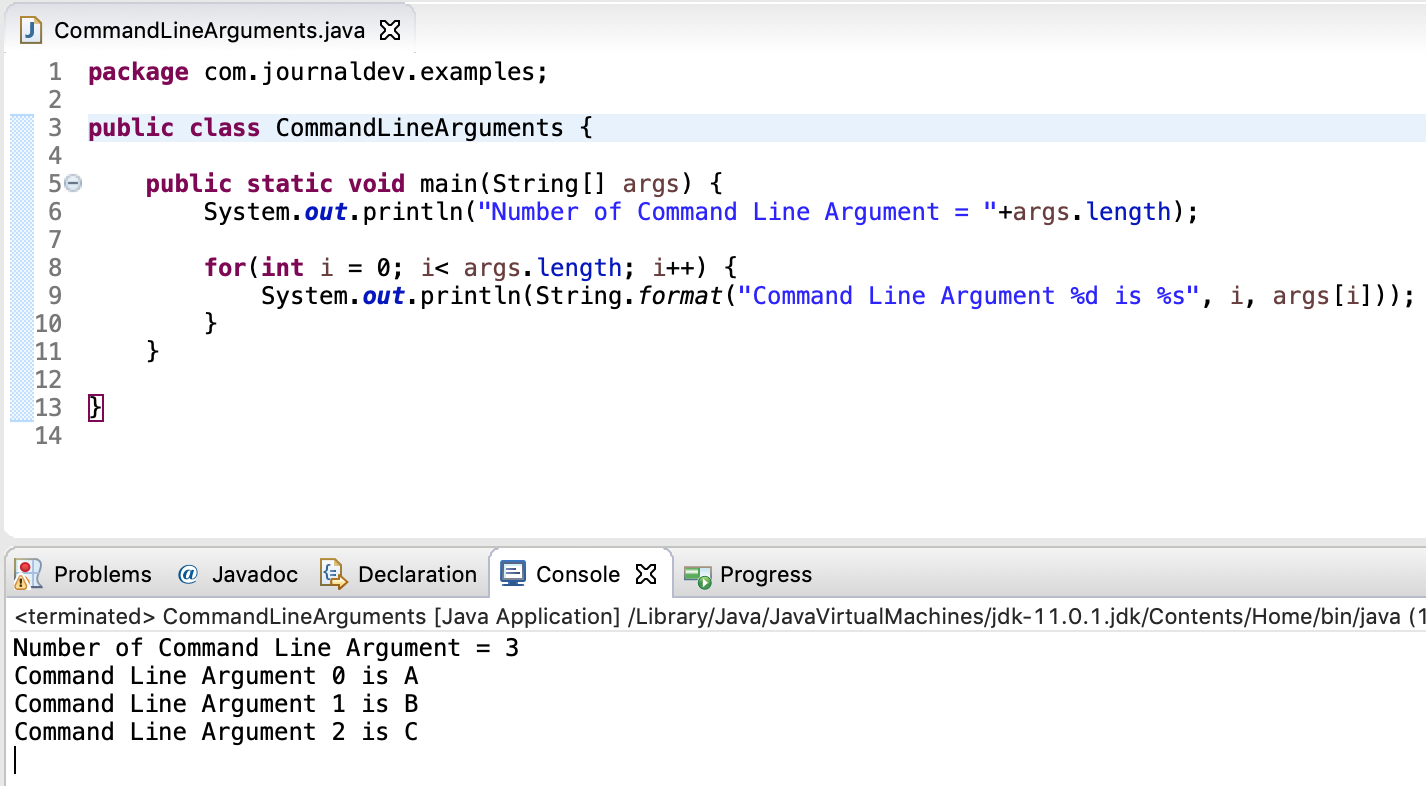 CommandLineArguments.java
1 package com.journaldev.examples;
2
3 public class CommandLineArguments {
4
5     public static void main(String[] args) {
6         System.out.println("Number of Command Line Argument = "+args.length);
7
8         for(int i = 0; i< args.length; i++) {
9             System.out.println(String.format("Command Line Argument %d is %s", i, args[i]));
10         }
11     }
12
13 }
14
Problems @ Javadoc Declaration Console Progress
<terminated> CommandLineArguments [Java Application] /Library/Java/JavaVirtualMachines/jdk-11.0.1.jdk/Contents/Home/bin/java (1
Number of Command Line Argument = 3
Command Line Argument 0 is A
Command Line Argument 1 is B
Command Line Argument 2 is C